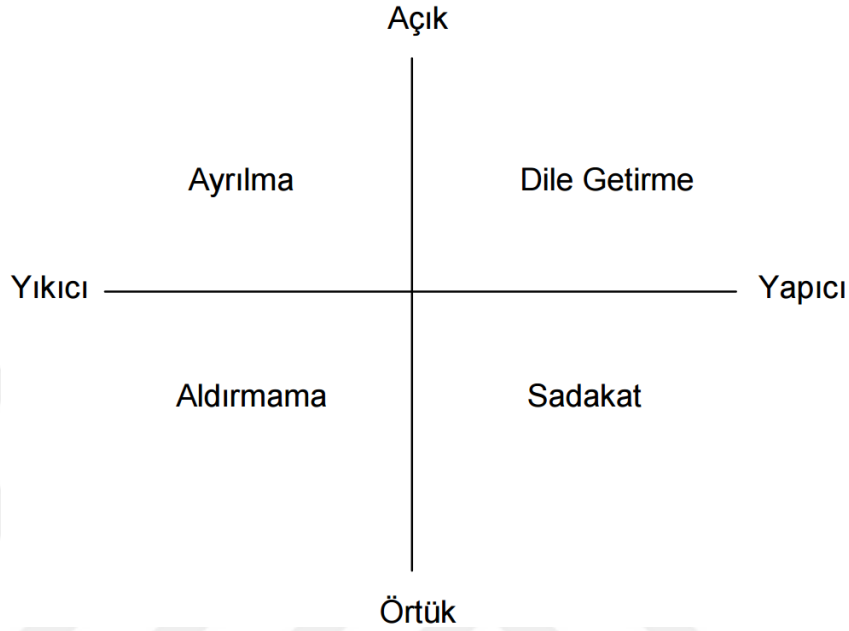 Açık
Ayrılma Dile Getirme
Yıkıcı Yapıcı
Aldırmama Sadakat
Örtük